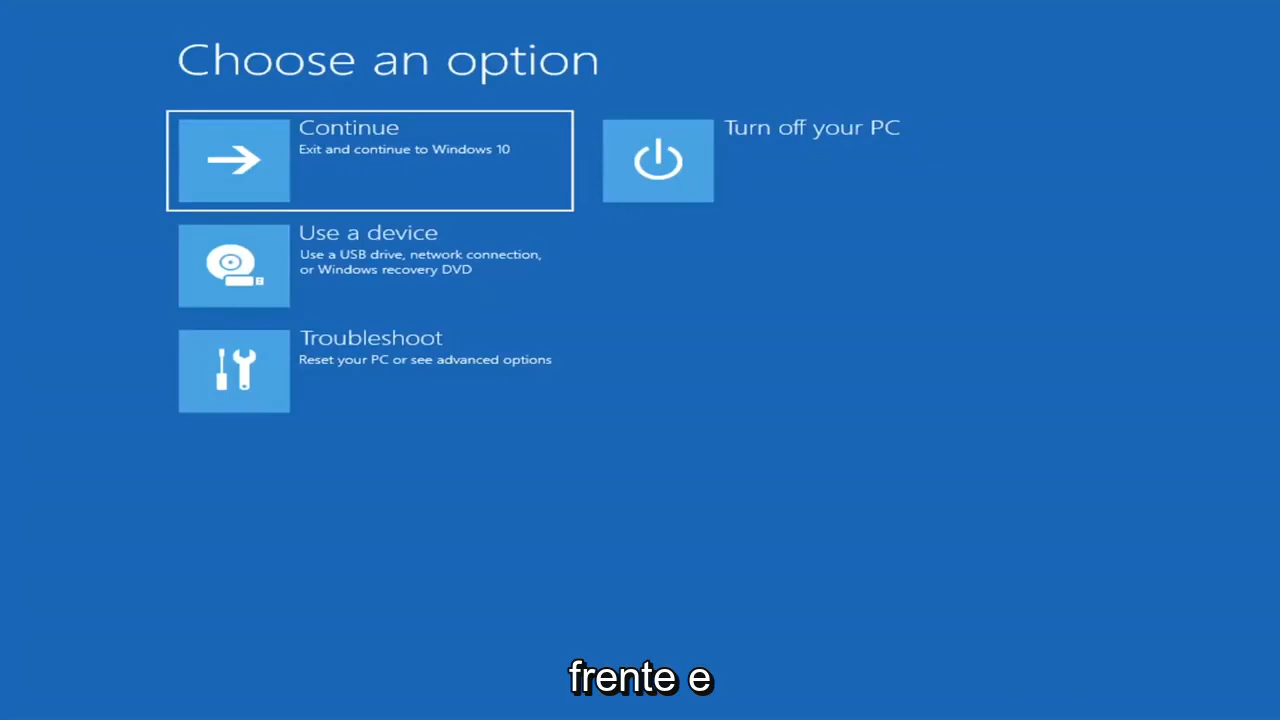 Choose an option
Continue
Exit and continue to Windows 10
Turn off your PC
Use a device
Use a USB drive, network connection,
or Windows recovery DVD
Troubleshoot
Reset your PC or see advanced options
frente e